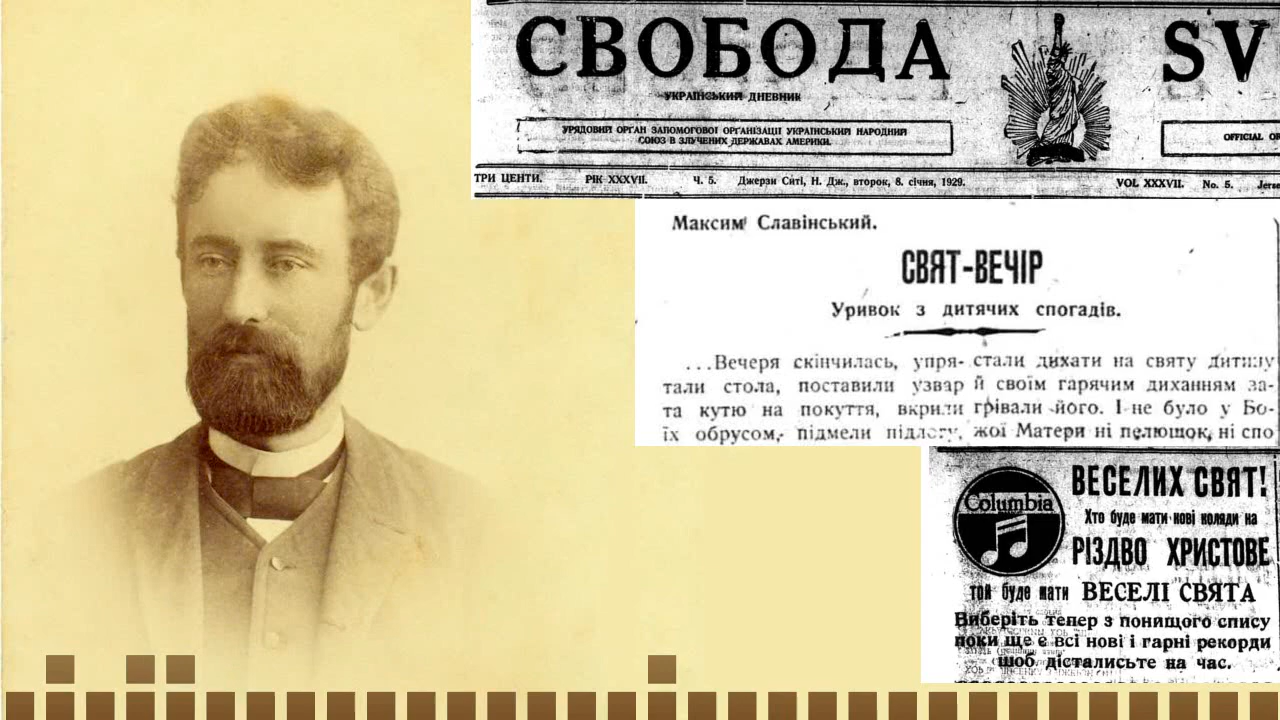 СВОБОДА SV
УКРАЇНСЬКИЙ ДНЕВНИК
УРЯДОВИЙ ОРҐАН ЗАПОМОГОВОЇ ОРҐАНІЗАЦІЇ УКРАЇНСЬКИЙ НАРОДНИЙ
СОЮЗ В ЗЛУЧЕНИХ ДЕРЖАВАХ АМЕРИКИ.
OFFICIAL
ТРИ ЦЕНТИ. РІК XXXVII. Ч. 5. Джерзи Ситі, Н. Дж., второк, 8. січня, 1929. VOL XXXVII. No. 5.
Максим Славінський.
СВЯТ-ВЕЧІР
Уривок з дитячих спогадів.
...Вечеря скінчилась, упря-
тали стола, поставили узвар
та кутю на покуття, вкрили
їх обрусом, підмели підлогу,
стали дихати на святу дитину
й своїм гарячим диханням за-
грівали його. І не було у Бо-
жої Матери ні пелюшок, ні спо
Columbia
ВЕСЕЛИХ СВЯТ!
Хто буде мати нові коляди на
РІЗДВО ХРИСТОВЕ
той буде мати ВЕСЕЛІ СВЯТА
Виберіть тепер з понищого спису
поки ще є всі нові і гарні рекорди
щоб дісталисьте на час.